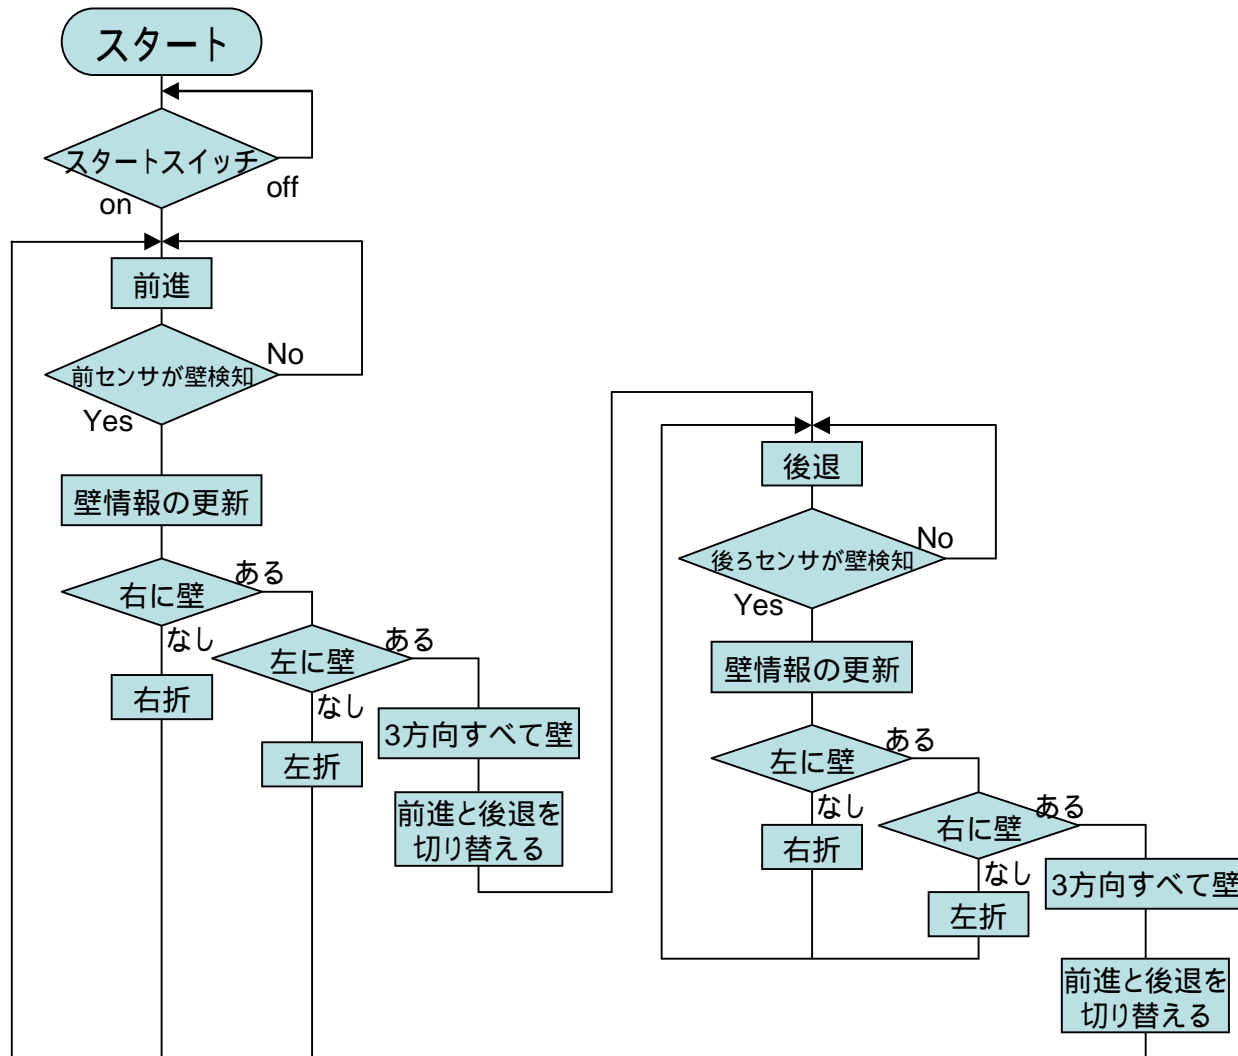 スタート
スタートスイッチ
off
on
前進
No
前センサが壁検知
Yes
壁情報の更新
ある
右に壁
なし
ある
左に壁
右折
なし
3方向すべて壁
左折
前進と後退を
切り替える
後退
No
後ろセンサが壁検知
Yes
壁情報の更新
ある
左に壁
なし
ある
右に壁
右折
なし
3方向すべて壁
左折
前進と後退を
切り替える